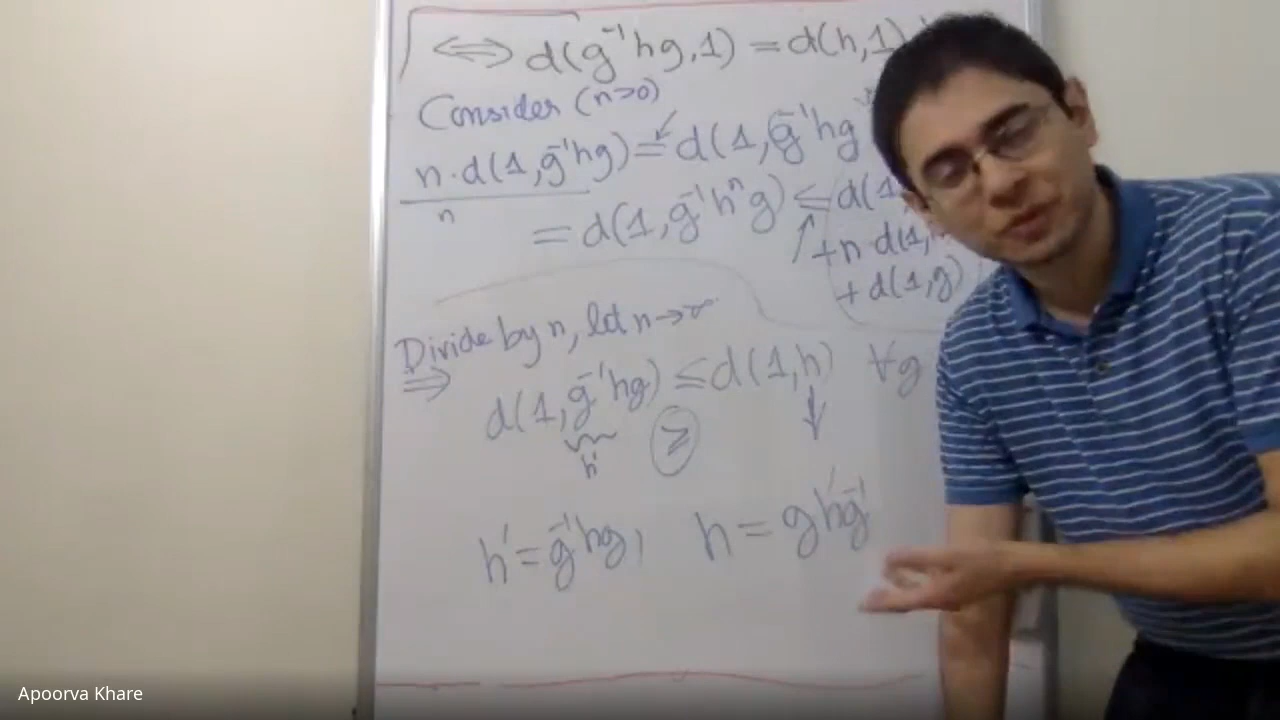 ⟺ d(g⁻¹hg,1) = d(h,1)
Consider (n>0)
n·d(1,g⁻¹hg) = d(1,(g⁻¹hg
n
= d(1,g⁻¹hⁿg) ≤ d(1,
+n·d(1,h
+ d(1,g)
Divide by n, let n→∞
⟹ d(1,g⁻¹hg) ≤ d(1,h) ∀g
h' ≥
h' = g⁻¹hg, h = gh'g⁻¹
Apoorva Khare